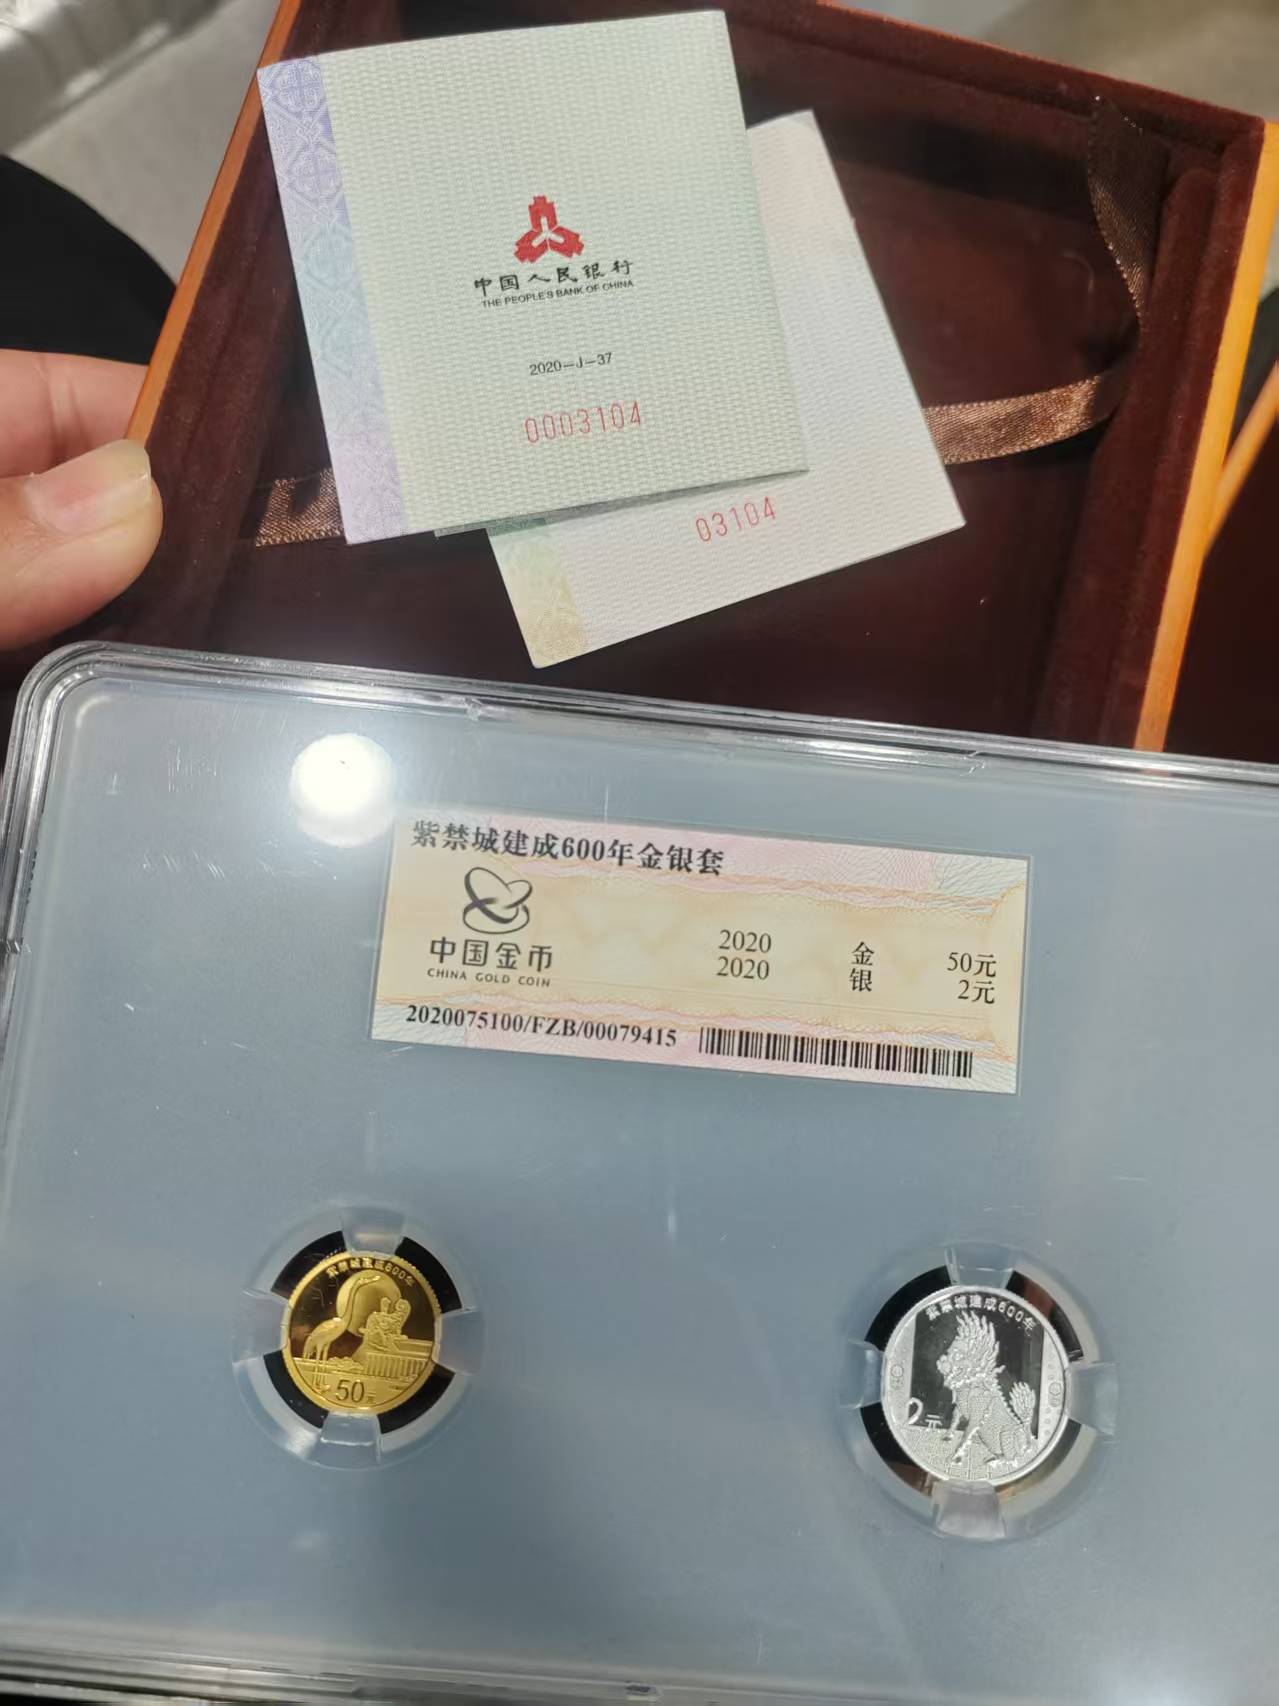 中国人民银行
THE PEOPLE'S BANK OF CHINA
2020—J—37
0003104
03104
紫禁城建成600年金银套
中国金币
CHINA GOLD COIN
2020 金 50元
2020 银 2元
2020075100/FZB/00079415
紫禁城建成600年
50元
紫禁城建成600年
2元